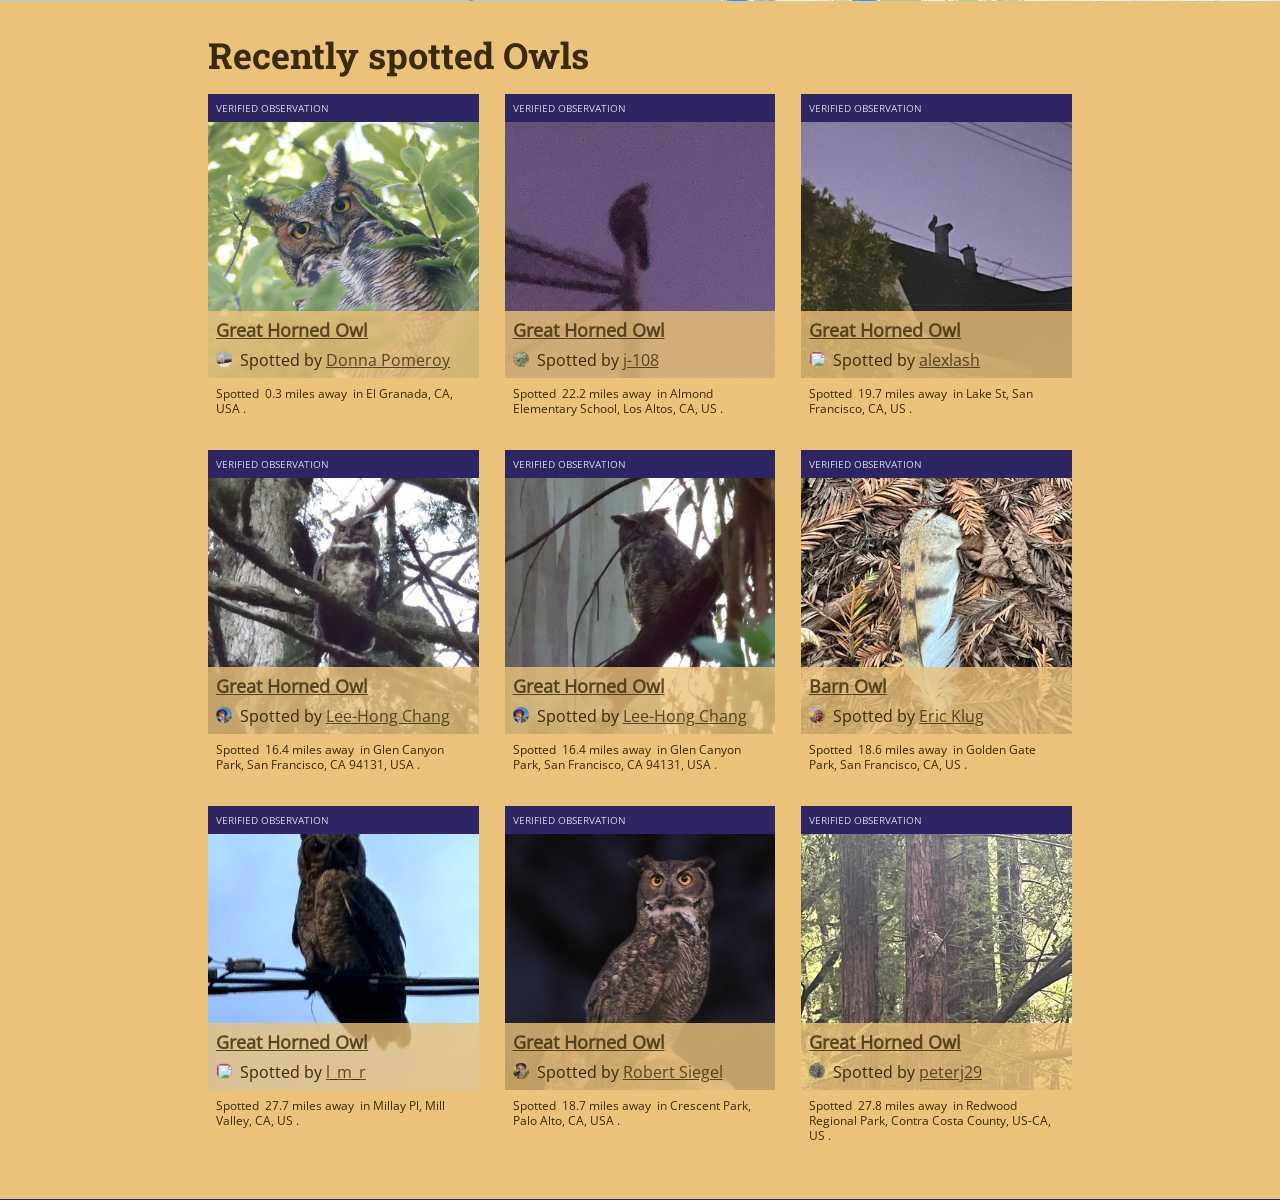 Recently spotted Owls
VERIFIED OBSERVATION
Great Horned Owl
Spotted by Donna Pomeroy
Spotted 0.3 miles away in El Granada, CA,
USA .
VERIFIED OBSERVATION
Great Horned Owl
Spotted by j-108
Spotted 22.2 miles away in Almond
Elementary School, Los Altos, CA, US .
VERIFIED OBSERVATION
Great Horned Owl
Spotted by alexlash
Spotted 19.7 miles away in Lake St, San
Francisco, CA, US .
VERIFIED OBSERVATION
Great Horned Owl
Spotted by Lee-Hong Chang
Spotted 16.4 miles away in Glen Canyon
Park, San Francisco, CA 94131, USA .
VERIFIED OBSERVATION
Great Horned Owl
Spotted by Lee-Hong Chang
Spotted 16.4 miles away in Glen Canyon
Park, San Francisco, CA 94131, USA .
VERIFIED OBSERVATION
Barn Owl
Spotted by Eric Klug
Spotted 18.6 miles away in Golden Gate
Park, San Francisco, CA, US .
VERIFIED OBSERVATION
Great Horned Owl
Spotted by l_m_r
Spotted 27.7 miles away in Millay Pl, Mill
Valley, CA, US .
VERIFIED OBSERVATION
Great Horned Owl
Spotted by Robert Siegel
Spotted 18.7 miles away in Crescent Park,
Palo Alto, CA, USA .
VERIFIED OBSERVATION
Great Horned Owl
Spotted by peterj29
Spotted 27.8 miles away in Redwood
Regional Park, Contra Costa County, US-CA,
US .